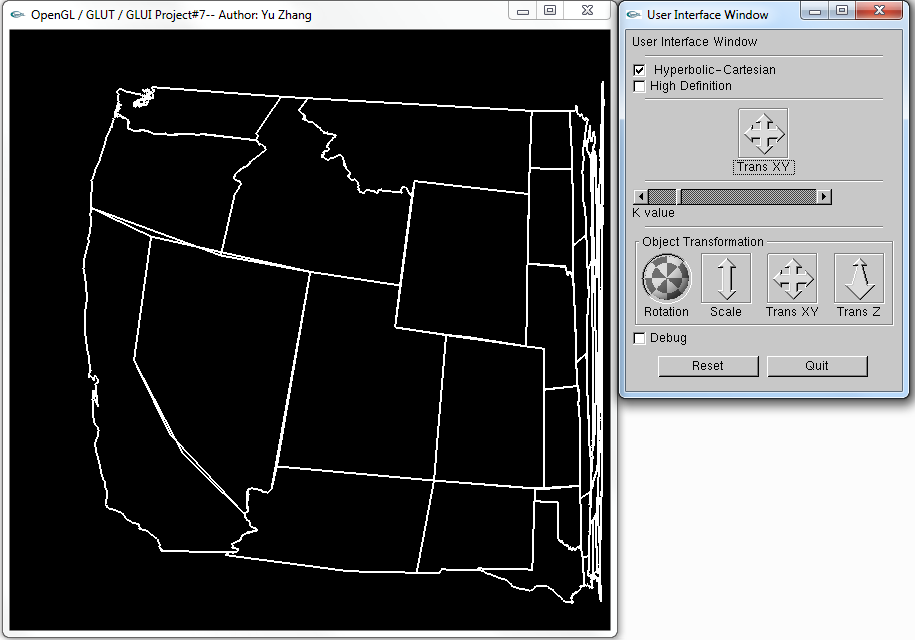 OpenGL / GLUT / GLUI Project#7-- Author: Yu Zhang
User Interface Window
User Interface Window
Hyperbolic-Cartesian
High Definition
Trans XY
K value
Object Transformation
Rotation Scale Trans XY Trans Z
Debug
Reset Quit